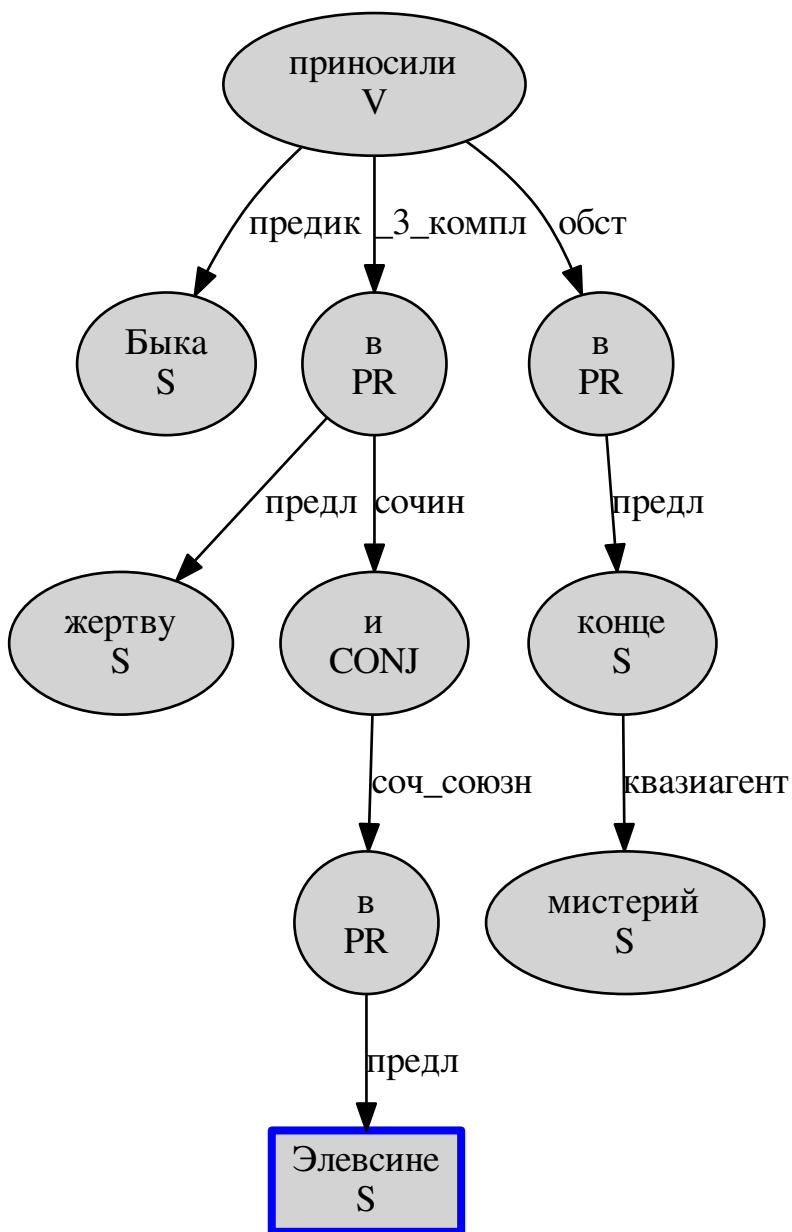 приносили
V
предик _3_компл обст
Быка
S
в
PR
в
PR
предл сочин предл
жертву
S
и
CONJ
конце
S
соч_союзн квазиагент
в
PR
мистерий
S
предл
Элевсине
S